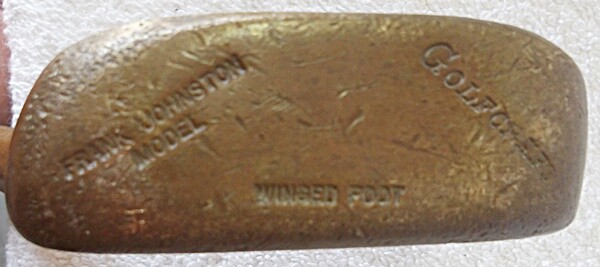 FRANK JOHNSTON
MODEL
GOLFCRAFT
WINGED FOOT